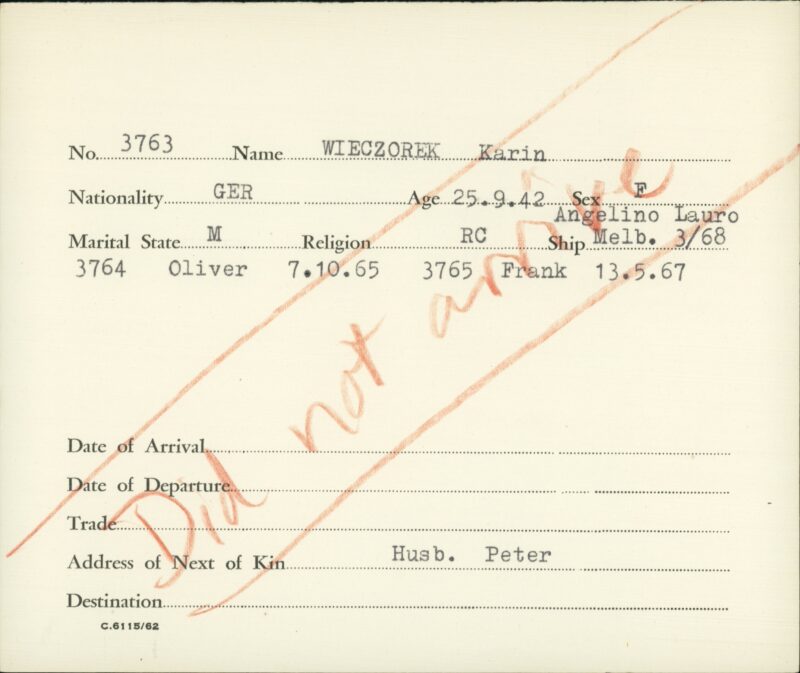 No. 3763 Name WIECZOREK Karin
Nationality GER Age 25.9.42 Sex F
Angelino Lauro
Marital State M Religion RC Ship Melb. 3/68
3764 Oliver 7.10.65 3765 Frank 13.5.67
Did not arrive
Date of Arrival
Date of Departure
Trade
Address of Next of Kin Husb. Peter
Destination
C.6115/62